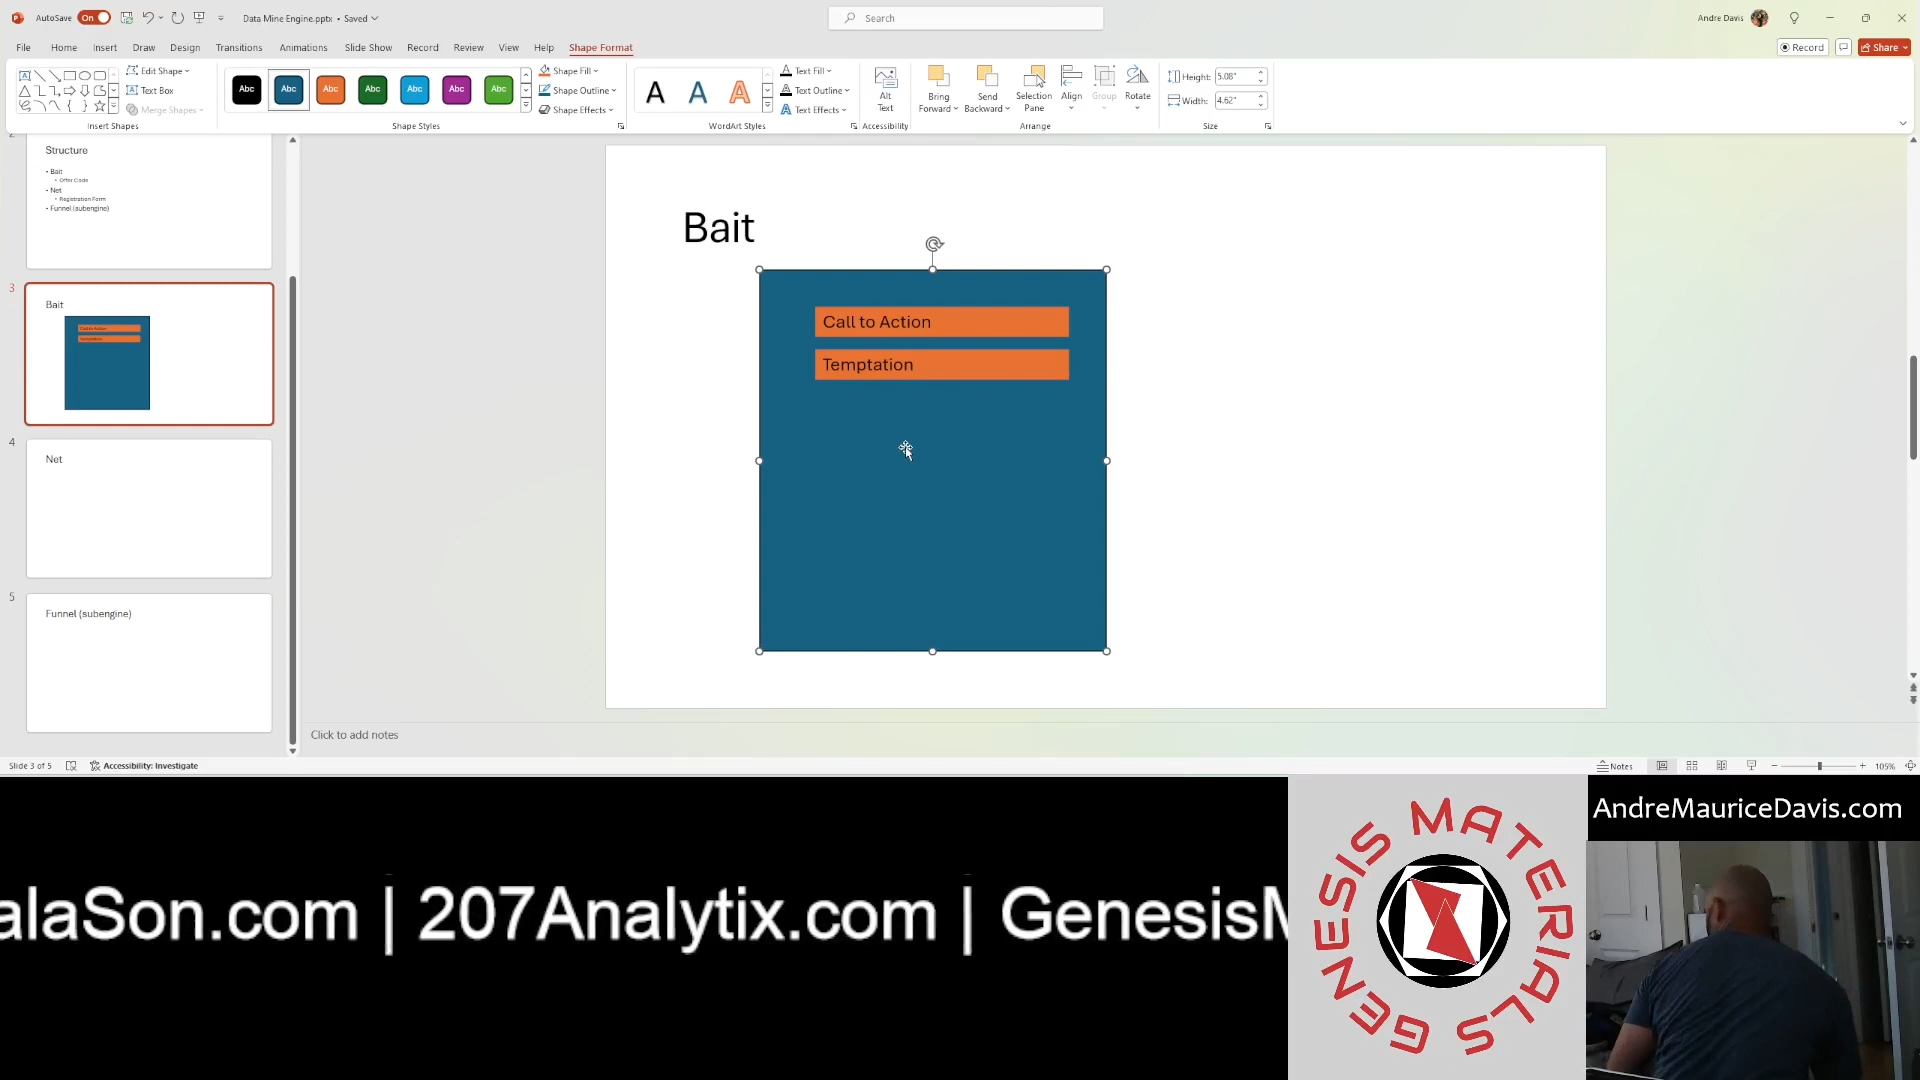 AutoSave On Data Mine Engine.pptx • Saved Search Andre Davis
File Home Insert Draw Design Transitions Animations Slide Show Record Review View Help Shape Format Record Share
Edit Shape
Text Box
Merge Shapes
Insert Shapes
Abc Abc Abc Abc Abc Abc Abc
Shape Fill
Shape Outline
Shape Effects
Shape Styles
A A A
Text Fill
Text Outline
Text Effects
WordArt Styles
Alt Text
Accessibility
Bring Forward
Send Backward
Selection Pane
Align
Group
Rotate
Arrange
Height: 5.08"
Width: 4.62"
Size
Structure
• Bait
• Offer Code
• Net
• Registration Form
• Funnel (subengine)
3
Bait
Call to Action
Temptation
4
Net
5
Funnel (subengine)
Bait
Call to Action
Temptation
Click to add notes
Slide 3 of 5 Accessibility: Investigate Notes 105%
alaSon.com | 207Analytix.com | GenesisM
GENESIS MATERIALS
AndreMauriceDavis.com